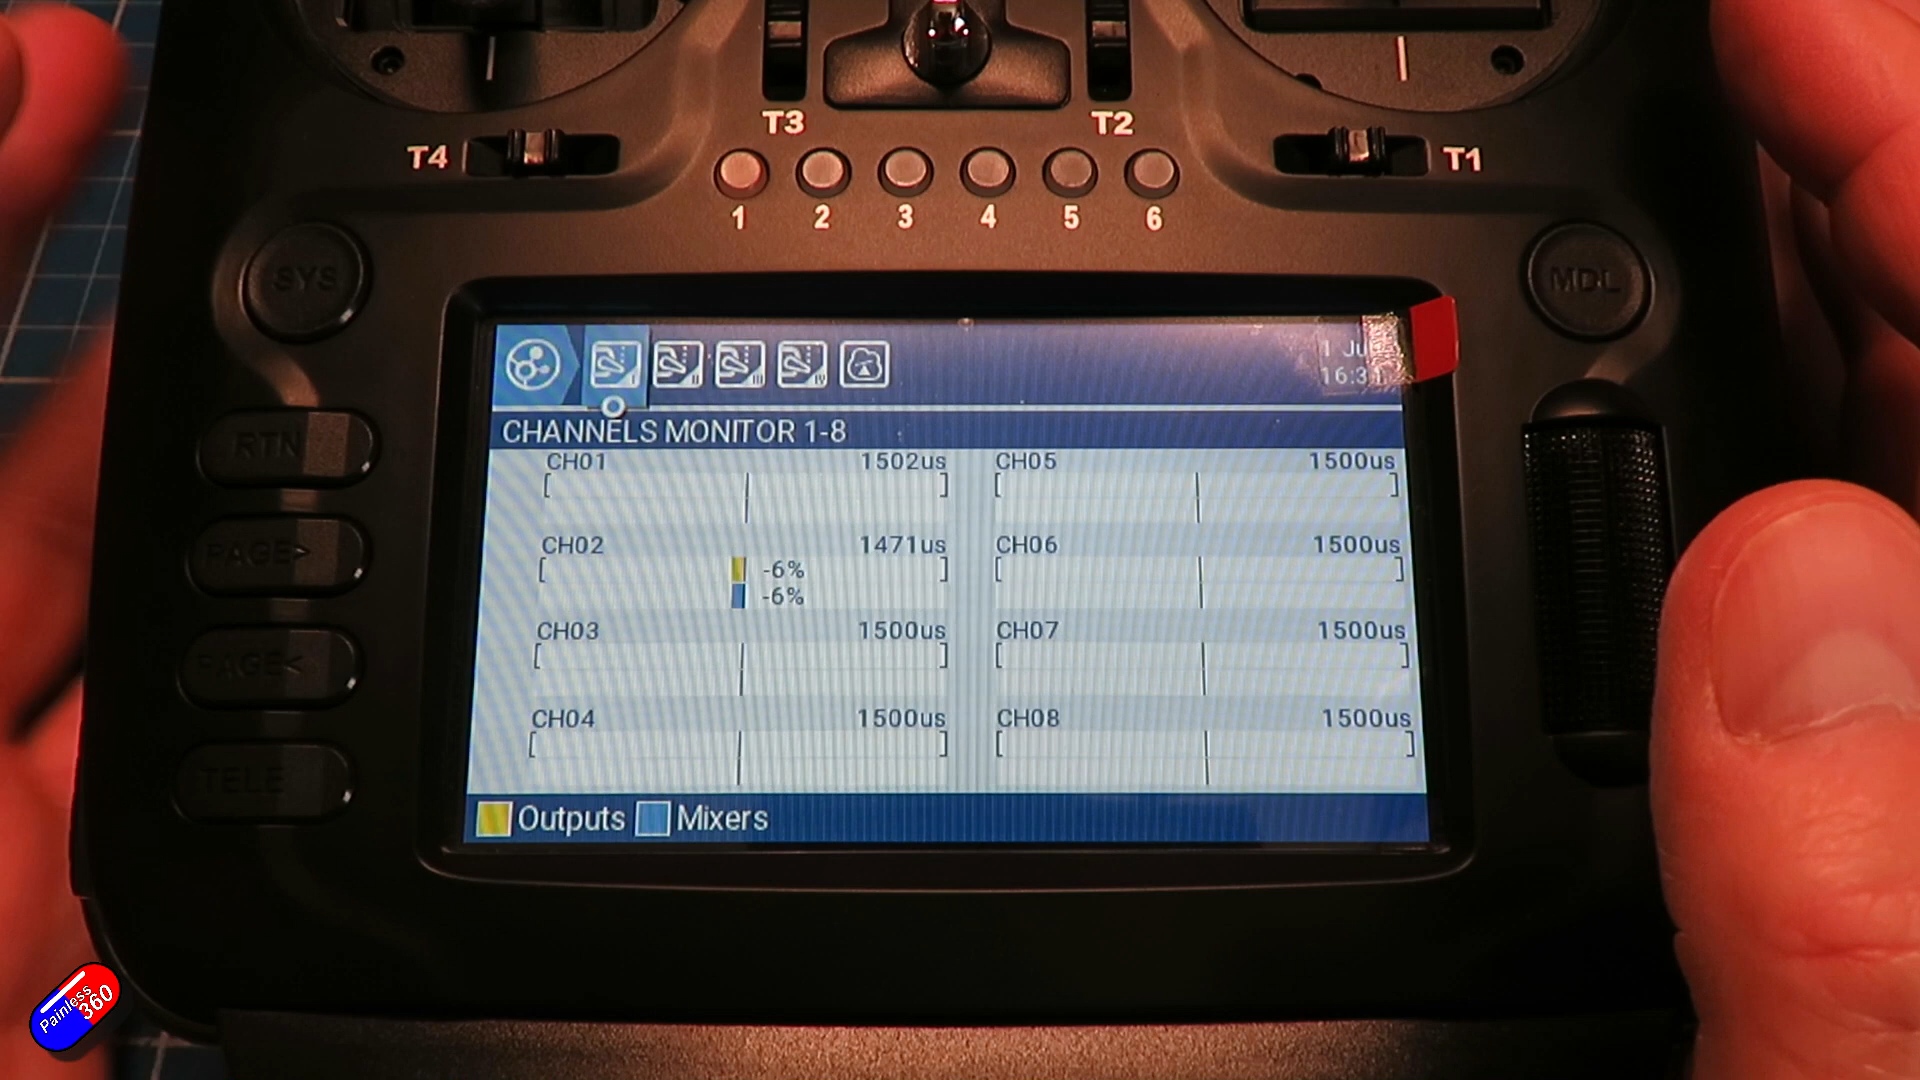 T3
T2
T4
T1
1 2 3 4 5 6
SYS
MDL
16:3
CHANNELS MONITOR 1-8
CH01 1502us
CH05 1500us
CH02 1471us
-6%
-6%
CH06 1500us
CH03 1500us
CH07 1500us
CH04 1500us
CH08 1500us
Outputs Mixers
RTN
PAGE>
PAGE<
TELE
Painless
360